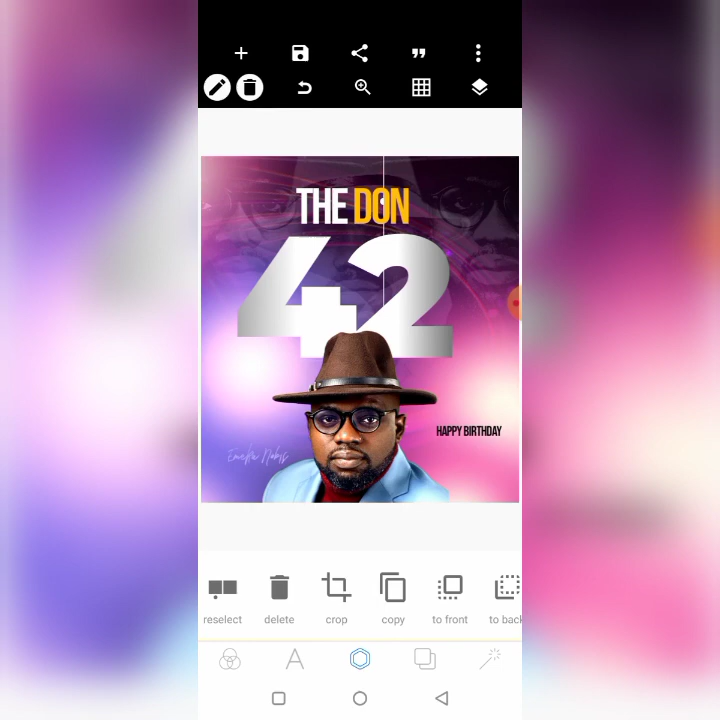 THE DON
42
HAPPY BIRTHDAY
reselect
delete
crop
copy
to front
to back